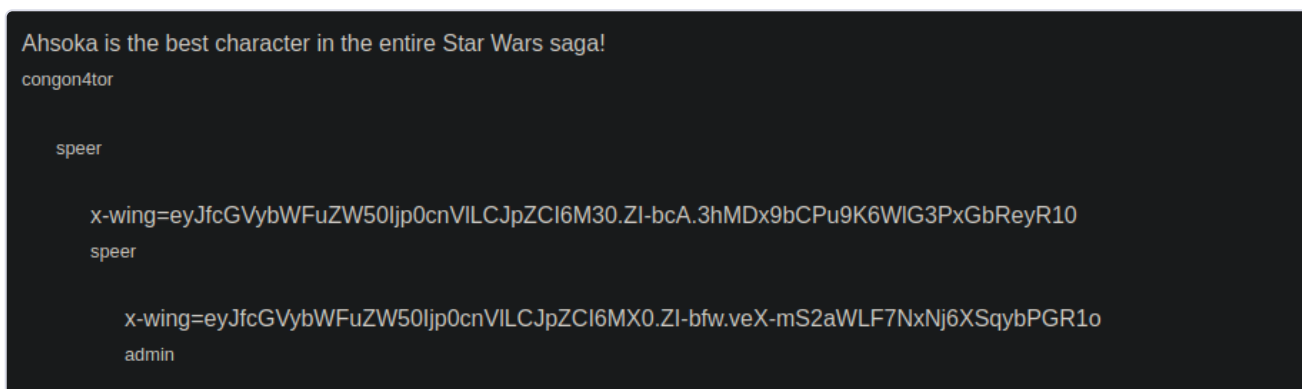 Ahsoka is the best character in the entire Star Wars saga!
congon4tor
speer
x-wing=eyJfcGVybWFuZW50Ijp0cnVlLCJpZCI6M30.ZI-bcA.3hMDx9bCPu9K6WlG3PxGbReyR10
speer
x-wing=eyJfcGVybWFuZW50Ijp0cnVlLCJpZCI6MX0.ZI-bfw.veX-mS2aWLF7NxNj6XSqybPGR1o
admin